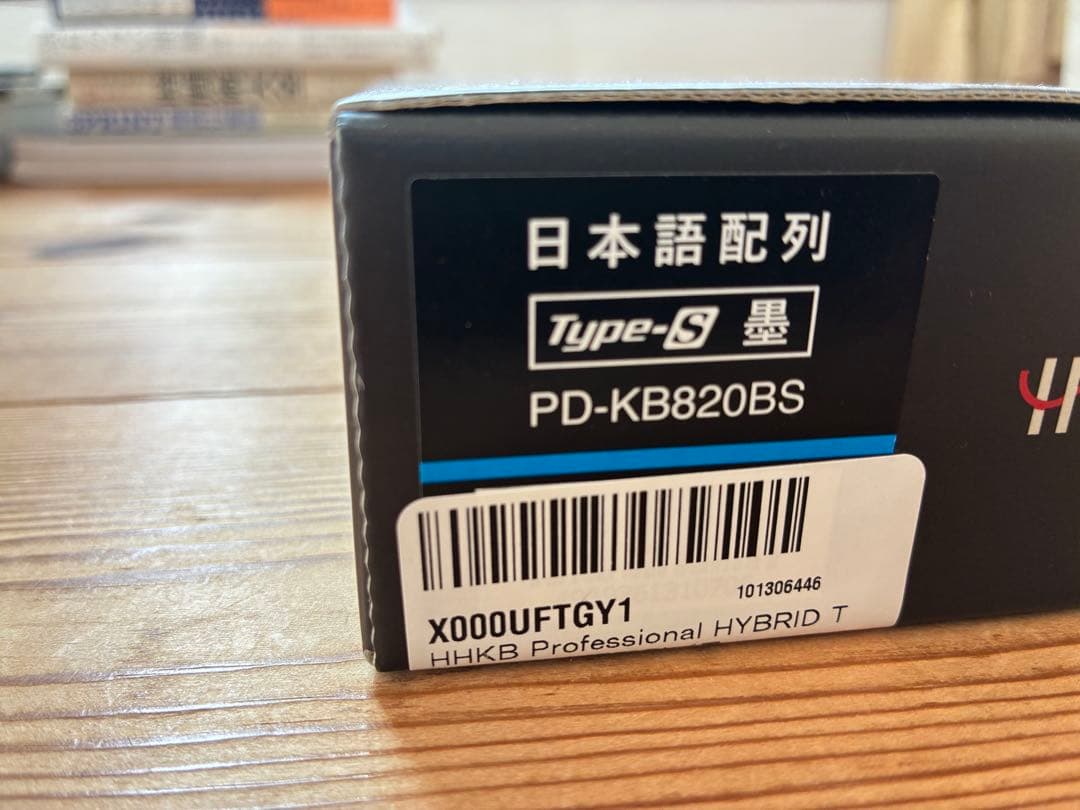 日本語配列
Type-S 墨
PD-KB820BS
101306446
X000UFTGY1
HHKB Professional HYBRID T